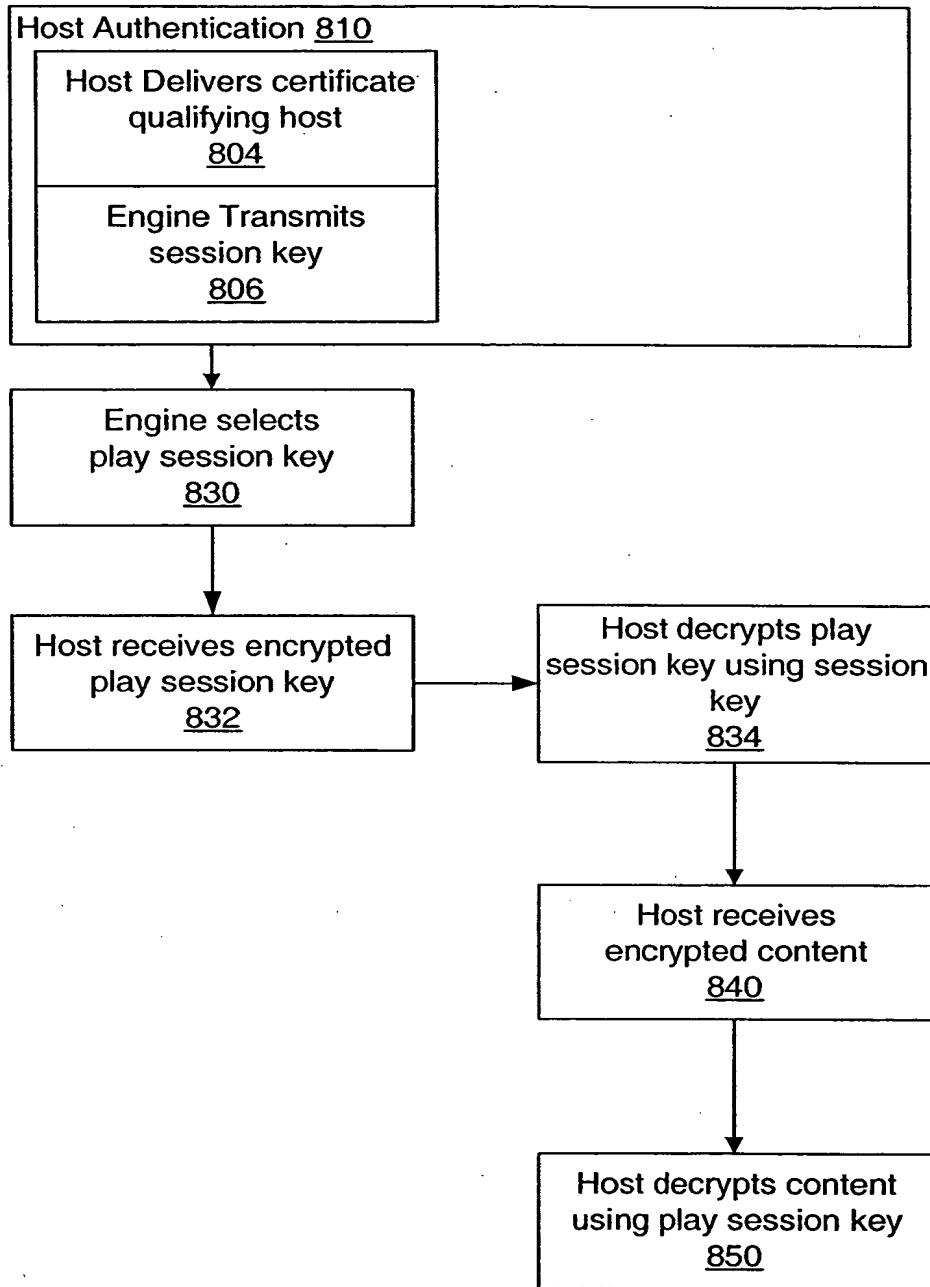 Host Authentication 810
Host Delivers certificate
qualifying host
804
Engine Transmits
session key
806
Engine selects
play session key
830
Host receives encrypted
play session key
832
Host decrypts play
session key using session
key
834
Host receives
encrypted content
840
Host decrypts content
using play session key
850